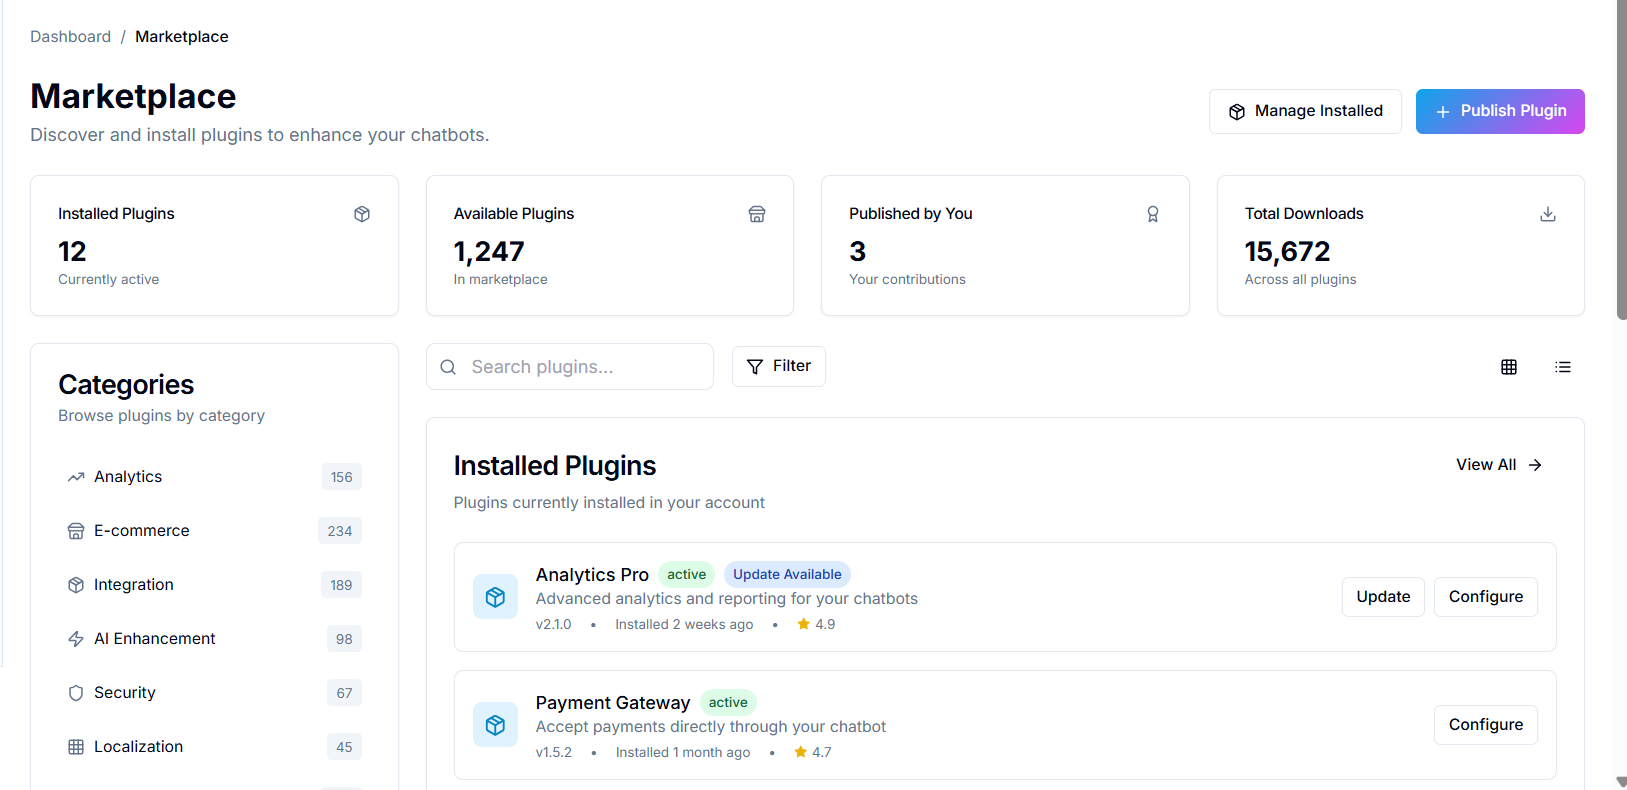 Dashboard / Marketplace
Marketplace
Discover and install plugins to enhance your chatbots.
Manage Installed
Publish Plugin
Installed Plugins
12
Currently active
Available Plugins
1,247
In marketplace
Published by You
3
Your contributions
Total Downloads
15,672
Across all plugins
Categories
Browse plugins by category
Analytics 156
E-commerce 234
Integration 189
AI Enhancement 98
Security 67
Localization 45
Search plugins...
Filter
Installed Plugins
View All
Plugins currently installed in your account
Analytics Pro active Update Available
Advanced analytics and reporting for your chatbots
v2.1.0 • Installed 2 weeks ago • 4.9
Update
Configure
Payment Gateway active
Accept payments directly through your chatbot
v1.5.2 • Installed 1 month ago • 4.7
Configure